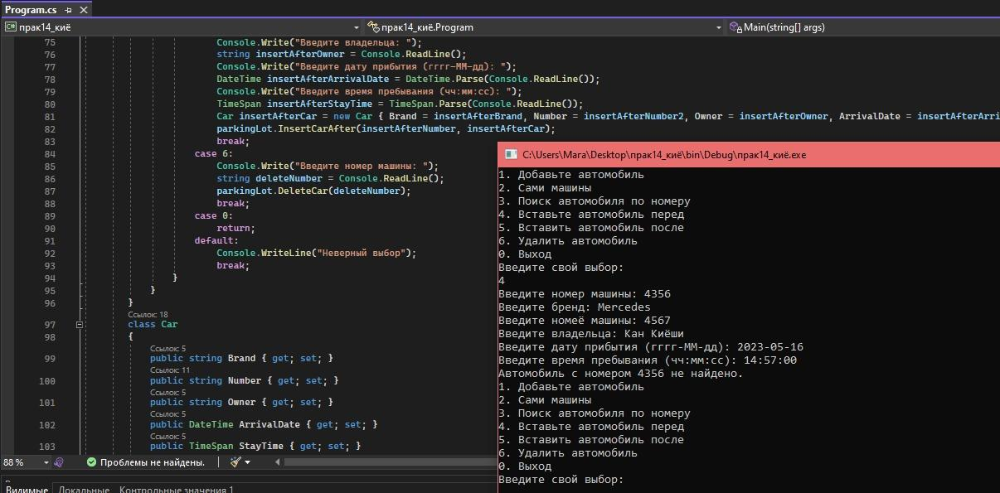 Program.cs
C# прак14_киё
прак14_киё.Program
Main(string[] args)
75 Console.Write("Введите владельца: ");
76 string insertAfterOwner = Console.ReadLine();
77 Console.Write("Введите дату прибытия (гггг-ММ-дд): ");
78 DateTime insertAfterArrivalDate = DateTime.Parse(Console.ReadLine());
79 Console.Write("Введите время пребывания (чч:мм:сс): ");
80 TimeSpan insertAfterStayTime = TimeSpan.Parse(Console.ReadLine());
81 Car insertAfterCar = new Car { Brand = insertAfterBrand, Number = insertAfterNumber2, Owner = insertAfterOwner, ArrivalDate = insertAfterArri
82 parkingLot.InsertCarAfter(insertAfterNumber, insertAfterCar);
83 break;
84 case 6:
85 Console.Write("Введите номер машины: ");
86 string deleteNumber = Console.ReadLine();
87 parkingLot.DeleteCar(deleteNumber);
88 break;
89 case 0:
90 return;
91 default:
92 Console.WriteLine("Неверный выбор");
93 break;
94 }
95 }
96 }
Ссылок: 18
97 class Car
98 {
Ссылок: 5
99 public string Brand { get; set; }
Ссылок: 11
100 public string Number { get; set; }
Ссылок: 5
101 public string Owner { get; set; }
Ссылок: 5
102 public DateTime ArrivalDate { get; set; }
Ссылок: 5
103 public TimeSpan StayTime { get; set; }
88 %
Проблемы не найдены.
Видимые Локальные Контрольные значения 1
C:\Users\Mara\Desktop\прак14_киё\bin\Debug\прак14_киё.exe
1. Добавьте автомобиль
2. Сами машины
3. Поиск автомобиля по номеру
4. Вставьте автомобиль перед
5. Вставить автомобиль после
6. Удалить автомобиль
0. Выход
Введите свой выбор:
4
Введите номер машины: 4356
Введите бренд: Mercedes
Введите номеё машины: 4567
Введите владельца: Кан Киёши
Введите дату прибытия (гггг-ММ-дд): 2023-05-16
Введите время пребывания (чч:мм:сс): 14:57:00
Автомобиль с номером 4356 не найдено.
1. Добавьте автомобиль
2. Сами машины
3. Поиск автомобиля по номеру
4. Вставьте автомобиль перед
5. Вставить автомобиль после
6. Удалить автомобиль
0. Выход
Введите свой выбор: